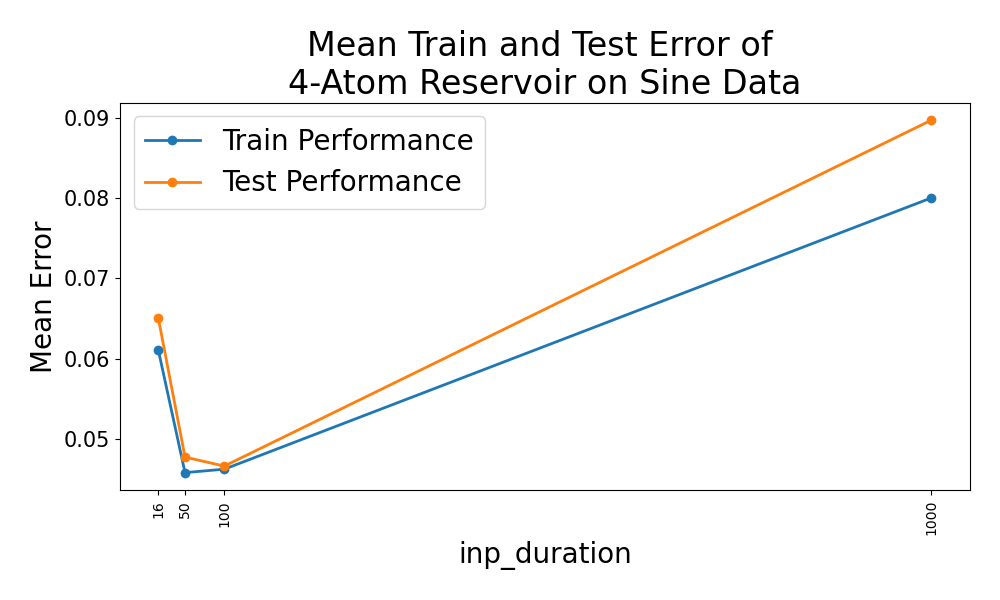 Mean Train and Test Error of
4-Atom Reservoir on Sine Data
Train Performance
Test Performance
Mean Error
0.09
0.08
0.07
0.06
0.05
16
50
100
1000
inp_duration